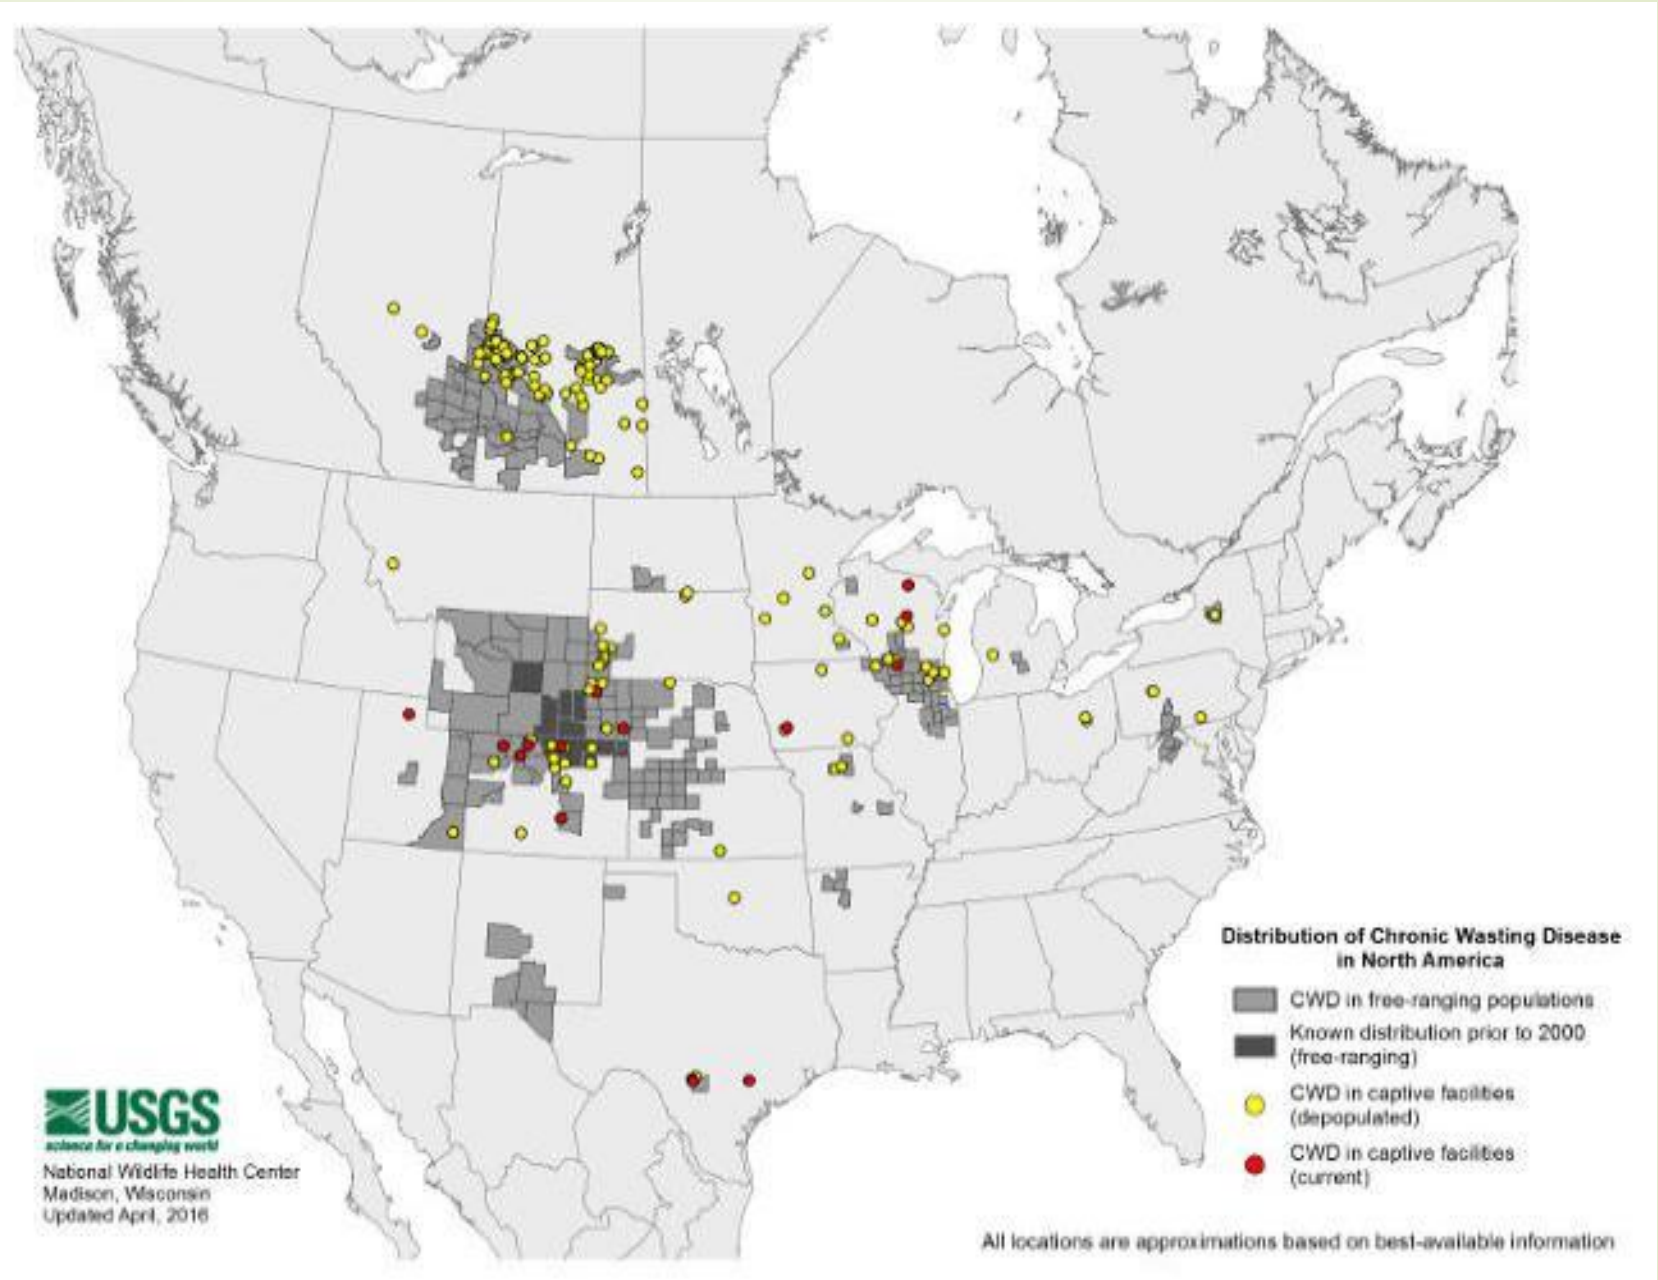 Distribution of Chronic Wasting Disease
in North America
CWD in free-ranging populations
Known distribution prior to 2000
(free-ranging)
CWD in captive facilities
(depopulated)
CWD in captive facilities
(current)
USGS
science for a changing world
National Wildlife Health Center
Madison, Wisconsin
Updated April, 2016
All locations are approximations based on best-available information